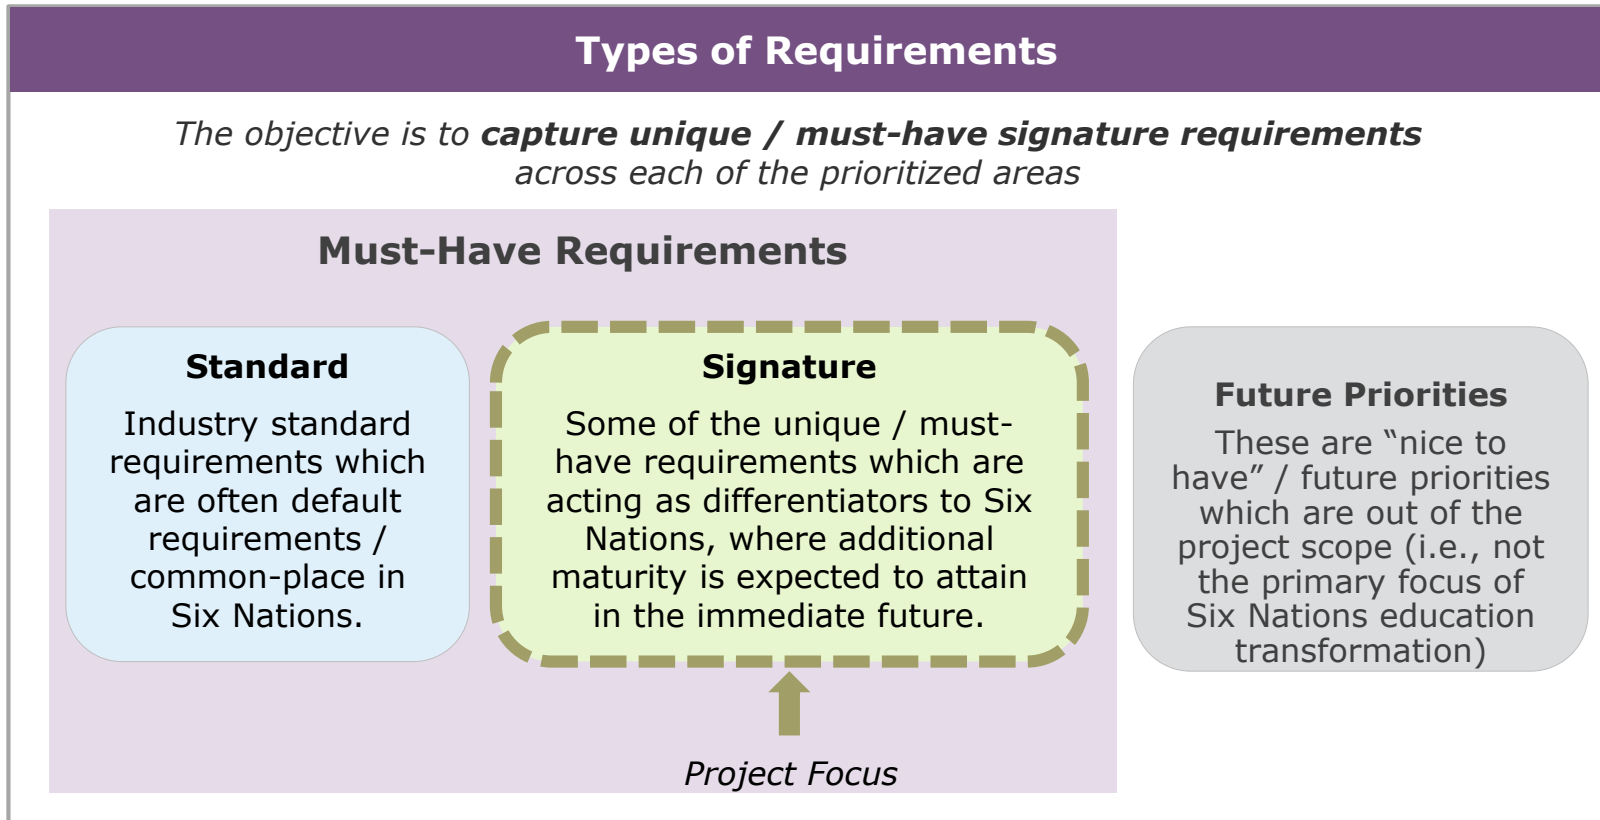 Types of Requirements
The objective is to capture unique / must-have signature requirements
across each of the prioritized areas
Must-Have Requirements
Standard
Industry standard
requirements which
are often default
requirements /
common-place in
Six Nations.
Signature
Some of the unique / must-
have requirements which are
acting as differentiators to Six
Nations, where additional
maturity is expected to attain
in the immediate future.
Project Focus
Future Priorities
These are “nice to
have” / future priorities
which are out of the
project scope (i.e., not
the primary focus of
Six Nations education
transformation)